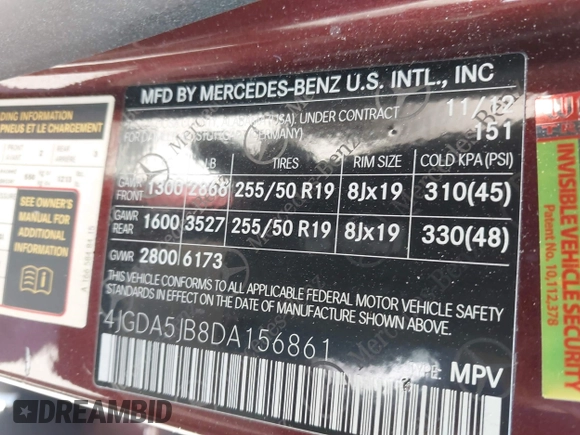 MFD BY MERCEDES-BENZ U.S. INTL., INC
(USA). UNDER CONTRACT 11/12
GERMANY) 151
LB TIRES RIM SIZE COLD KPA (PSI)
GAWR FRONT 1300 2868 255/50 R19 8Jx19 310(45)
GAWR REAR 1600 3527 255/50 R19 8Jx19 330(48)
GVWR 2800 6173
THIS VEHICLE CONFORMS TO ALL APPLICABLE FEDERAL MOTOR VEHICLE SAFETY
STANDARDS IN EFFECT ON THE DATE OF MANUFACTURE SHOWN ABOVE.
4JGDA5JB8DA156861
MPV
LOADING INFORMATION
PNEUS ET LE CHARGEMENT
SEE OWNER'S
MANUAL FOR
ADDITIONAL
INFORMATION
INVISIBLE VEHICLE
Patent No. 10,112,378
DREAMBID